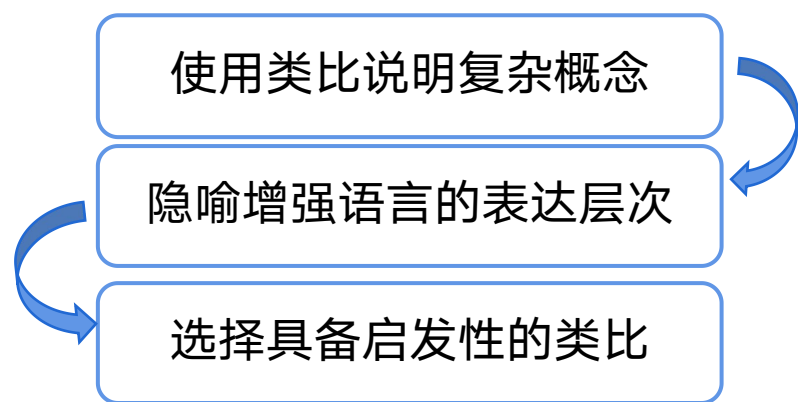 使用类比说明复杂概念
隐喻增强语言的表达层次
选择具备启发性的类比